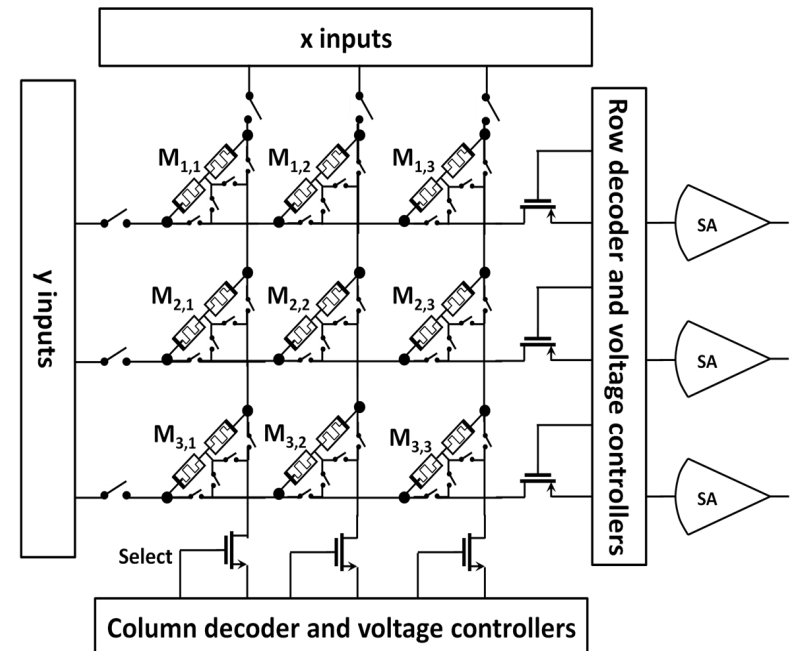 x inputs
y inputs
M1,1
M1,2
M1,3
M2,1
M2,2
M2,3
M3,1
M3,2
M3,3
Row decoder and voltage controllers
SA
SA
SA
Select
Column decoder and voltage controllers